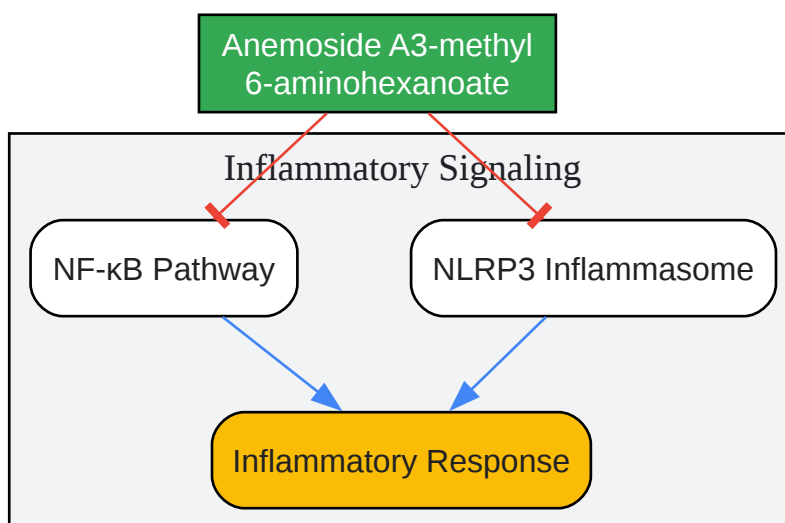 Anemoside A3-methyl
6-aminohexanoate
Inflammatory Signaling
NF-κB Pathway
NLRP3 Inflammasome
Inflammatory Response